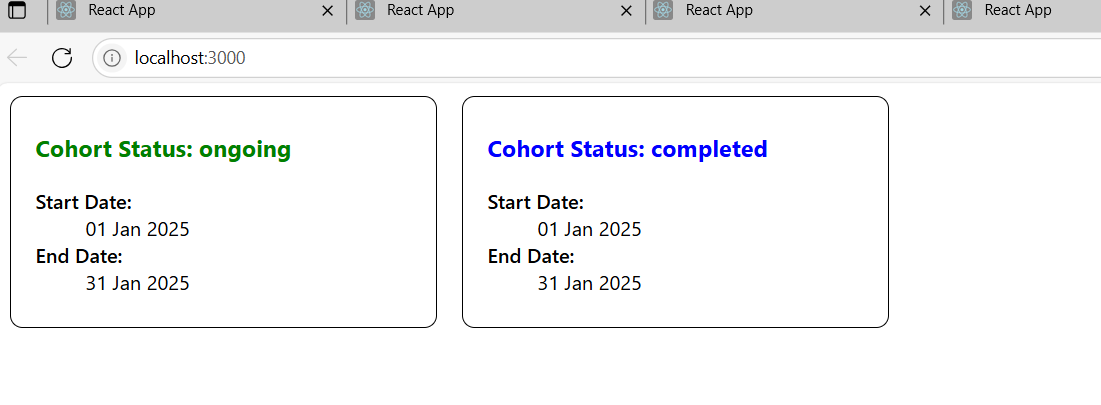 React App
React App
React App
React App
localhost:3000
Cohort Status: ongoing
Start Date:
01 Jan 2025
End Date:
31 Jan 2025
Cohort Status: completed
Start Date:
01 Jan 2025
End Date:
31 Jan 2025